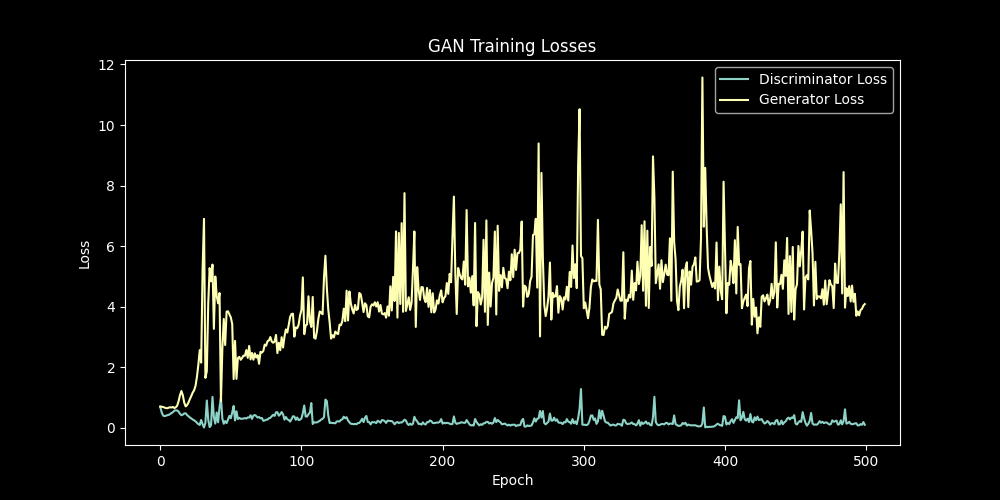 GAN Training Losses
Discriminator Loss
Generator Loss
Loss
12
10
8
6
4
2
0
0 100 200 300 400 500
Epoch